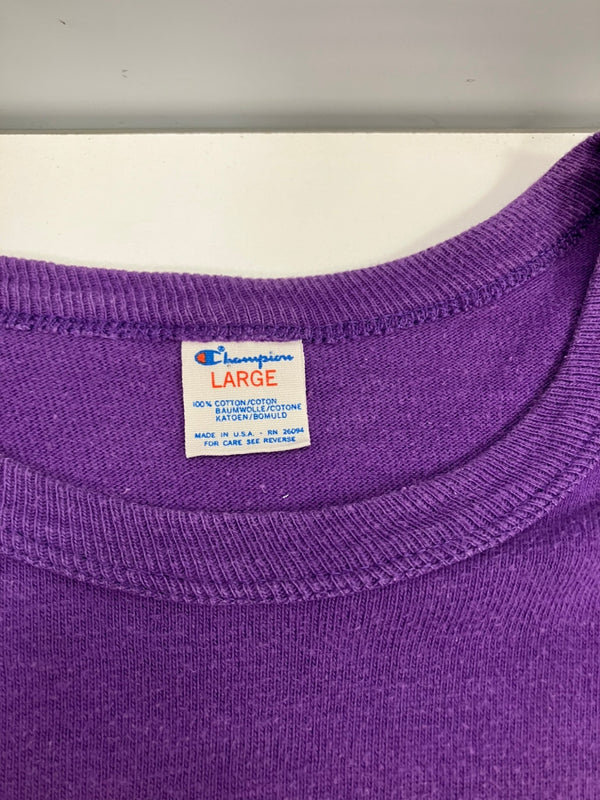 Champion®
LARGE
100% COTTON/COTON
BAUMWOLLE/COTONE
KATOEN/BOMULD
MADE IN U.S.A. - RN 26094
FOR CARE SEE REVERSE